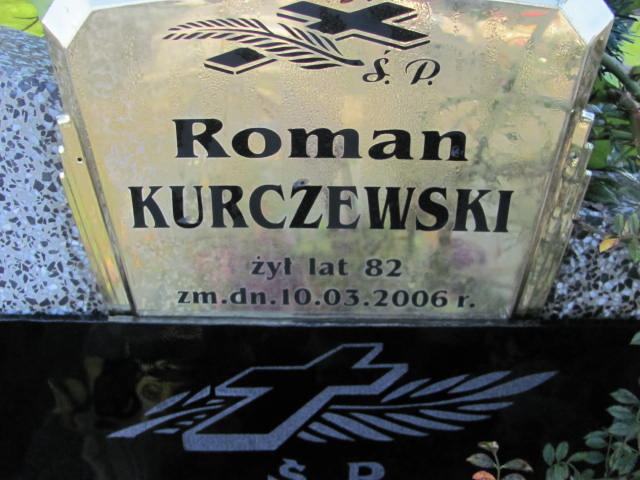 Ś. P.
Roman
KURCZEWSKI
żył lat 82
zm.dn.10.03.2006 r.
Ś. P.